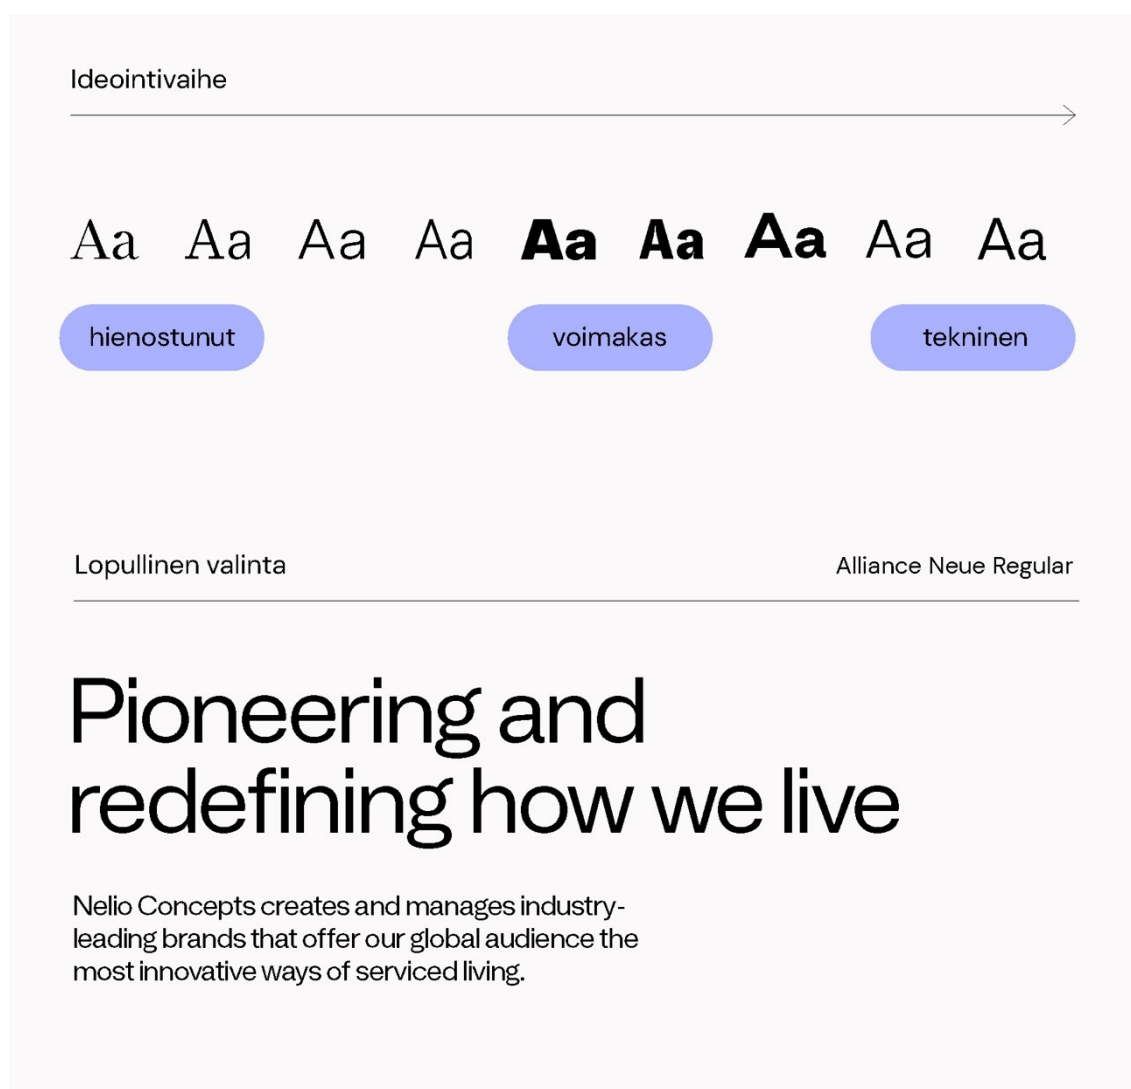 Ideointivaihe
Aa Aa Aa Aa Aa Aa Aa Aa Aa
hienostunut voimakas tekninen
Lopullinen valinta Alliance Neue Regular
Pioneering and
redefining how we live
Nelio Concepts creates and manages industry-
leading brands that offer our global audience the
most innovative ways of serviced living.